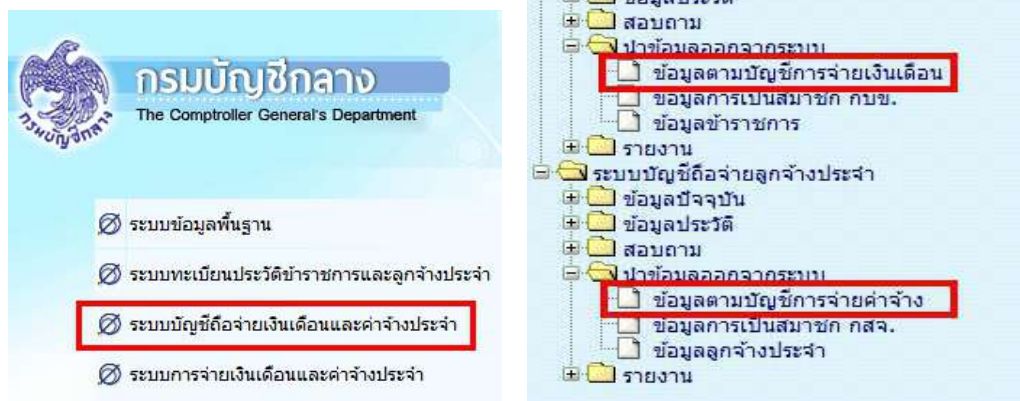 กรมบัญชีกลาง
The Comptroller General's Department
กรมบัญชีกลาง
ระบบข้อมูลพื้นฐาน
ระบบทะเบียนประวัติข้าราชการและลูกจ้างประจำ
ระบบบัญชีถือจ่ายเงินเดือนและค่าจ้างประจำ
ระบบการจ่ายเงินเดือนและค่าจ้างประจำ
ข้อมูลประวัติ
สอบถาม
นำข้อมูลออกจากระบบ
ข้อมูลตามบัญชีการจ่ายเงินเดือน
ข้อมูลการเป็นสมาชิก กบข.
ข้อมูลข้าราชการ
รายงาน
ระบบบัญชีถือจ่ายลูกจ้างประจำ
ข้อมูลปัจจุบัน
ข้อมูลประวัติ
สอบถาม
นำข้อมูลออกจากระบบ
ข้อมูลตามบัญชีการจ่ายค่าจ้าง
ข้อมูลการเป็นสมาชิก กสจ.
ข้อมูลลูกจ้างประจำ
รายงาน